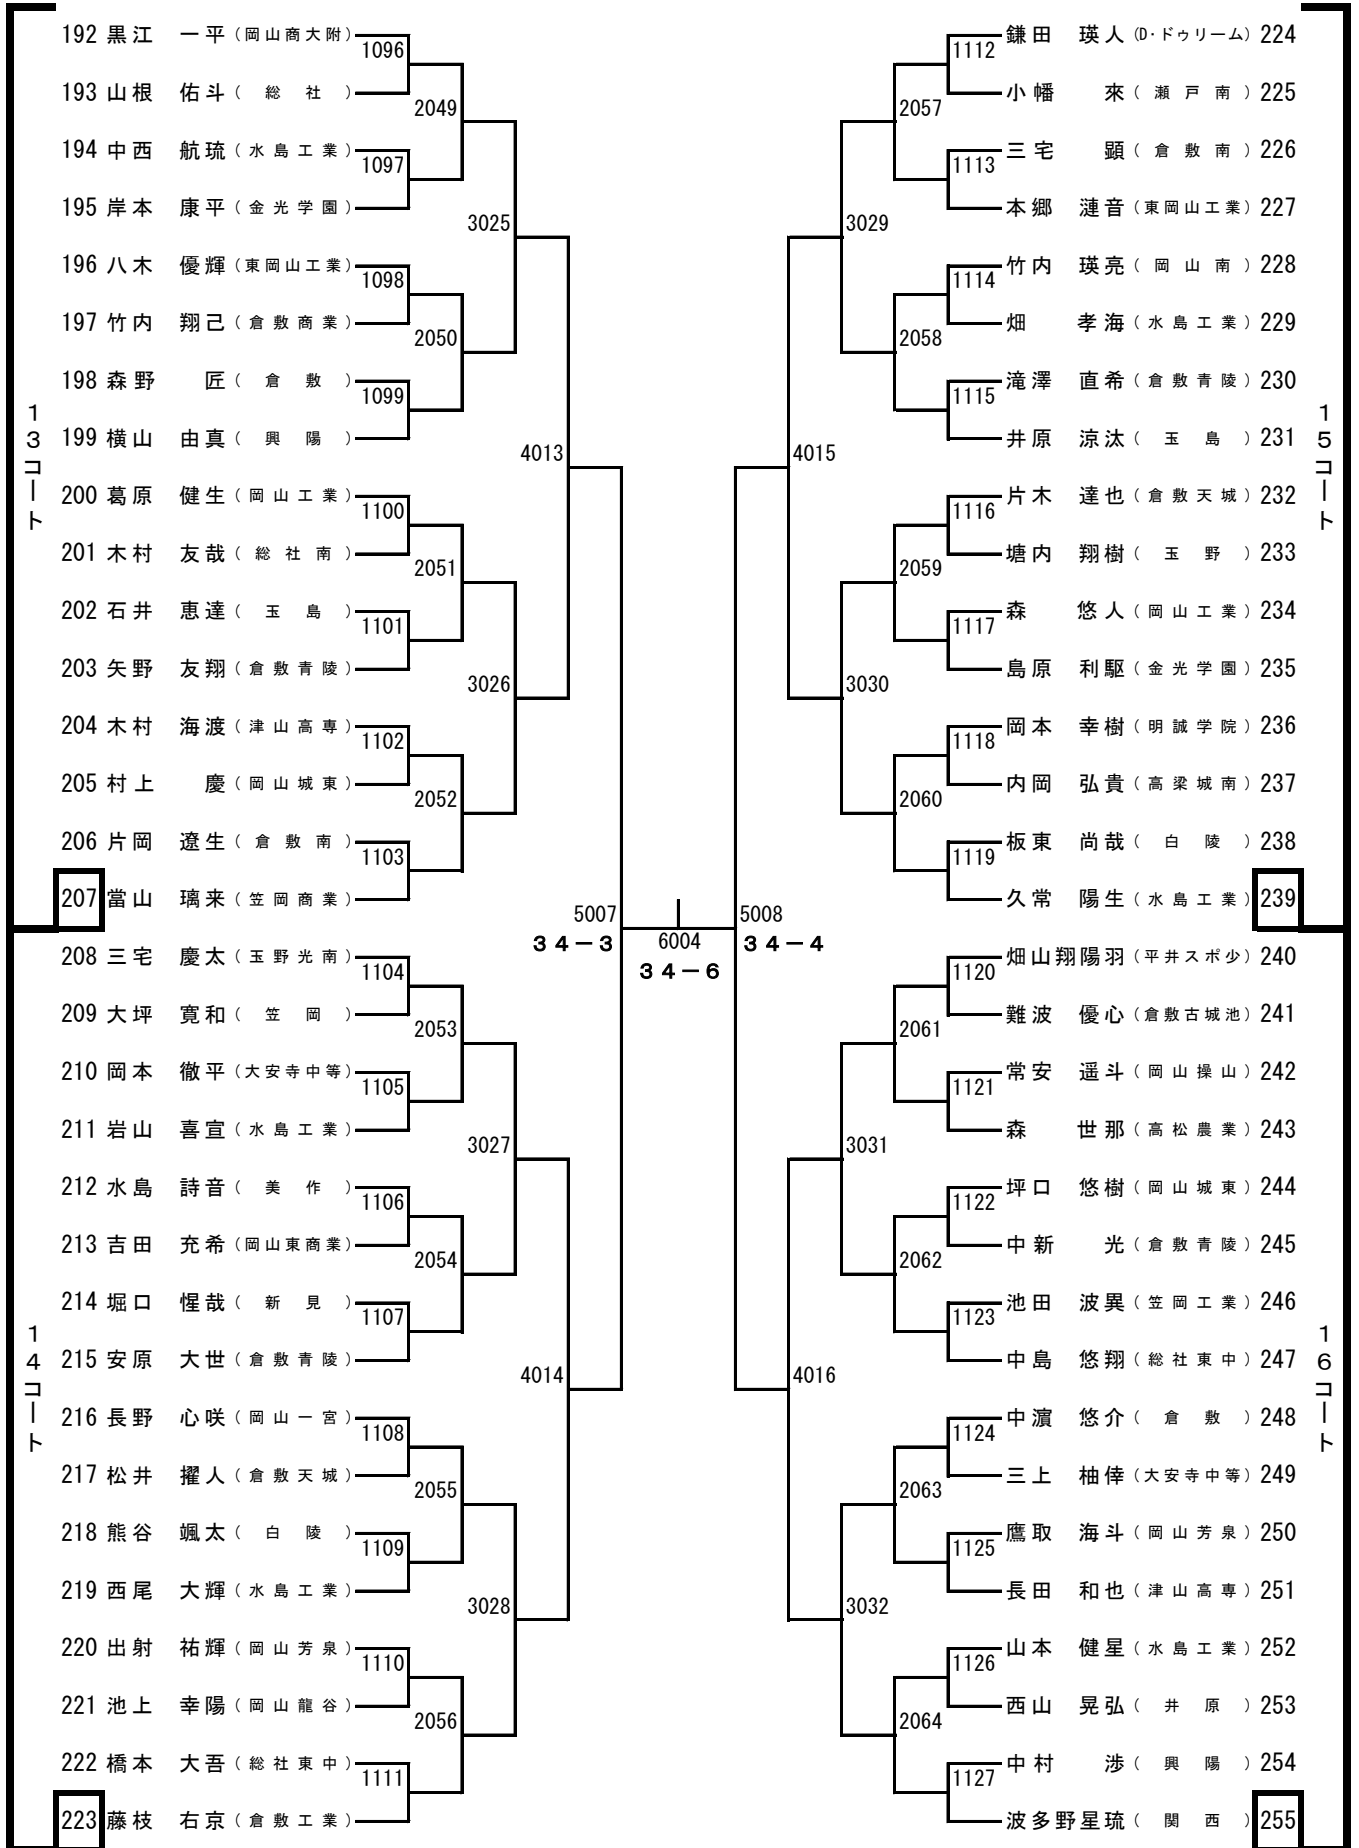 13コート
192 黒江 一平 (岡山商大附)
1096
193 山根 佑斗 (総社)
2049
194 中西 航琉 (水島工業)
1097
195 岸本 康平 (金光学園)
3025
196 八木 優輝 (東岡山工業)
1098
197 竹内 翔己 (倉敷商業)
2050
198 森野 匠 (倉敷)
1099
199 横山 由真 (興陽)
4013
200 葛原 健生 (岡山工業)
1100
201 木村 友哉 (総社南)
2051
202 石井 恵達 (玉島)
1101
203 矢野 友翔 (倉敷青陵)
3026
204 木村 海渡 (津山高専)
1102
205 村上 慶 (岡山城東)
2052
206 片岡 遼生 (倉敷南)
1103
207 當山 璃来 (笠岡商業)
5007
34-3
14コート
208 三宅 慶太 (玉野光南)
1104
209 大坪 寛和 (笠岡)
2053
210 岡本 徹平 (大安寺中等)
1105
211 岩山 喜宣 (水島工業)
3027
212 水島 詩音 (美作)
1106
213 吉田 充希 (岡山東商業)
2054
214 堀口 惺哉 (新見)
1107
215 安原 大世 (倉敷青陵)
4014
216 長野 心咲 (岡山一宮)
1108
217 松井 擢人 (倉敷天城)
2055
218 熊谷 颯太 (白陵)
1109
219 西尾 大輝 (水島工業)
3028
220 出射 祐輝 (岡山芳泉)
1110
221 池上 幸陽 (岡山龍谷)
2056
222 橋本 大吾 (総社東中)
1111
223 藤枝 右京 (倉敷工業)
6004
34-6
15コート
鎌田 瑛人 (D・ドゥリーム) 224
1112
小幡 來 (瀬戸南) 225
2057
三宅 顕 (倉敷南) 226
1113
本郷 漣音 (東岡山工業) 227
3029
竹内 瑛亮 (岡山南) 228
1114
畑 孝海 (水島工業) 229
2058
滝澤 直希 (倉敷青陵) 230
1115
井原 涼汰 (玉島) 231
4015
片木 達也 (倉敷天城) 232
1116
塘内 翔樹 (玉野) 233
2059
森 悠人 (岡山工業) 234
1117
島原 利駆 (金光学園) 235
3030
岡本 幸樹 (明誠学院) 236
1118
内岡 弘貴 (高梁城南) 237
2060
板東 尚哉 (白陵) 238
1119
久常 陽生 (水島工業) 239
5008
34-4
16コート
畑山翔陽羽 (平井スポ少) 240
1120
難波 優心 (倉敷古城池) 241
2061
常安 遥斗 (岡山操山) 242
1121
森 世那 (高松農業) 243
3031
坪口 悠樹 (岡山城東) 244
1122
中新 光 (倉敷青陵) 245
2062
池田 波異 (笠岡工業) 246
1123
中島 悠翔 (総社東中) 247
4016
中濵 悠介 (倉敷) 248
1124
三上 柚倖 (大安寺中等) 249
2063
鷹取 海斗 (岡山芳泉) 250
1125
長田 和也 (津山高専) 251
3032
山本 健星 (水島工業) 252
1126
西山 晃弘 (井原) 253
2064
中村 渉 (興陽) 254
1127
波多野星琉 (関西) 255